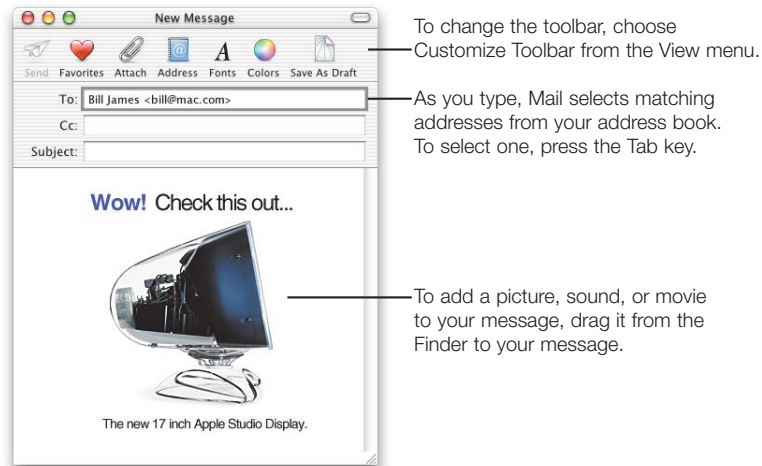 New Message
Send Favorites Attach Address Fonts Colors Save As Draft
To: Bill James <bill@mac.com>
Cc:
Subject:
Wow! Check this out...
The new 17 inch Apple Studio Display.
To change the toolbar, choose
Customize Toolbar from the View menu.
As you type, Mail selects matching
addresses from your address book.
To select one, press the Tab key.
To add a picture, sound, or movie
to your message, drag it from the
Finder to your message.